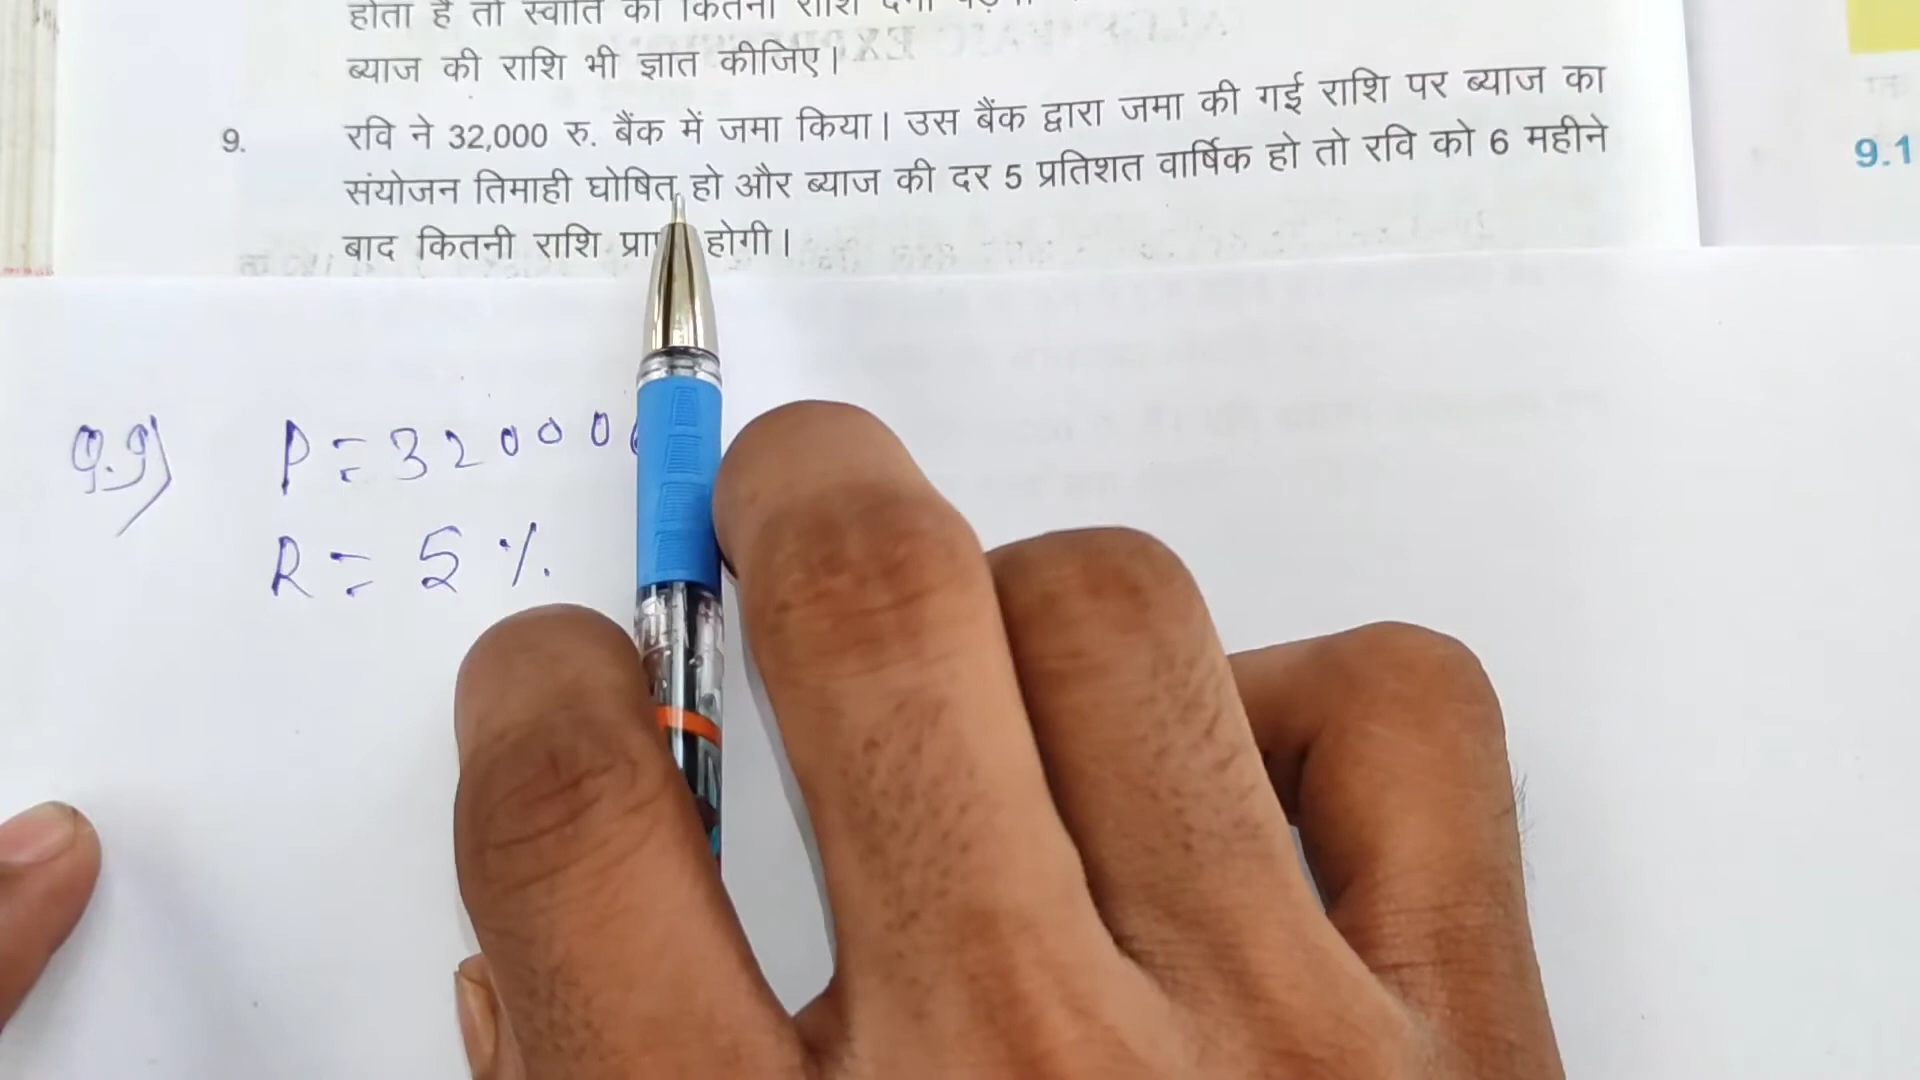 होता है तो स्वाति को कितनी राशि
ब्याज की राशि भी ज्ञात कीजिए।
9. रवि ने 32,000 रु. बैंक में जमा किया। उस बैंक द्वारा जमा की गई राशि पर ब्याज का
संयोजन तिमाही घोषित हो और ब्याज की दर 5 प्रतिशत वार्षिक हो तो रवि को 6 महीने
बाद कितनी राशि होगी।
9.1
Q.9) P = 32000
R = 5 %